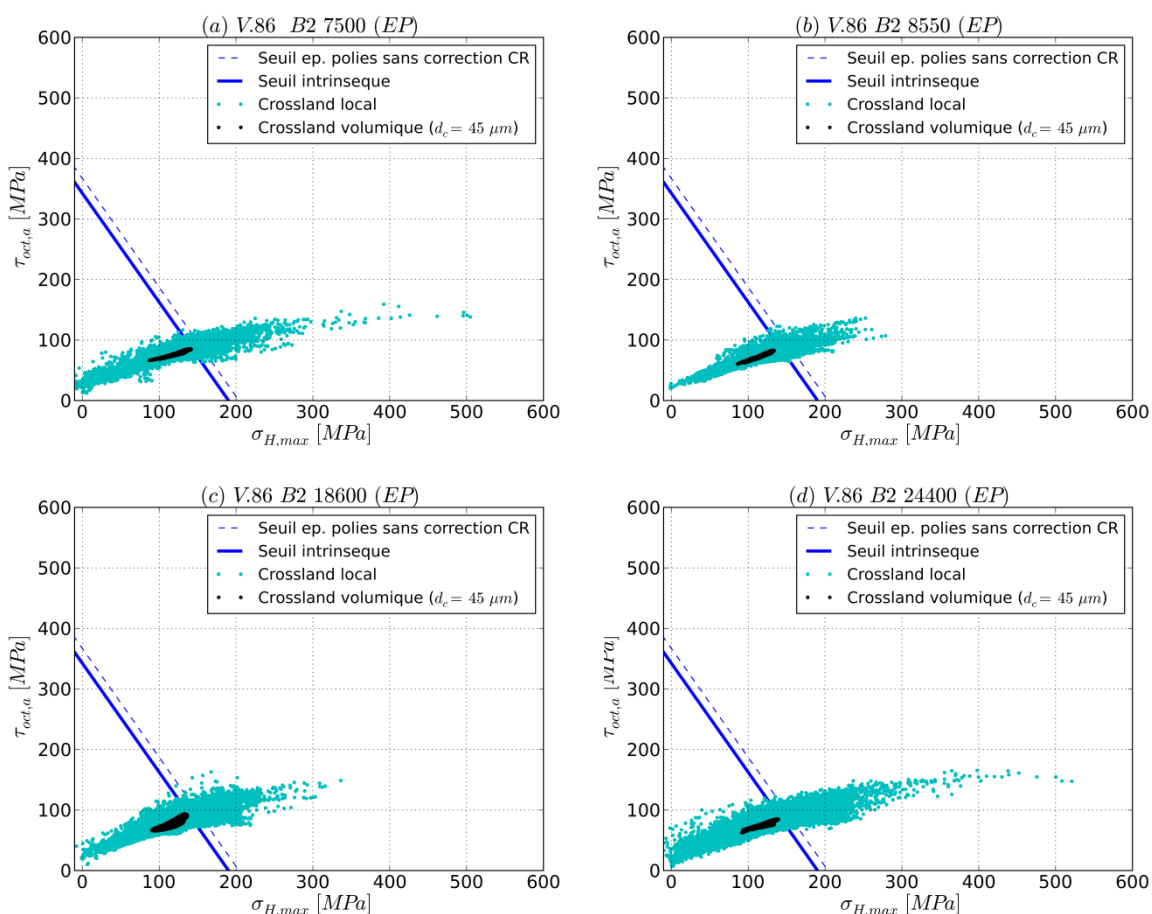 (a) V.86 B2 7500 (EP)
600
500
400
300
200
100
0
τoct,a [MPa]
Seuil ep. polies sans correction CR
Seuil intrinseque
Crossland local
Crossland volumique (dc= 45 μm)
0 100 200 300 400 500 600
σH,max [MPa]
(b) V.86 B2 8550 (EP)
600
500
400
300
200
100
0
τoct,a [MPa]
Seuil ep. polies sans correction CR
Seuil intrinseque
Crossland local
Crossland volumique (dc= 45 μm)
0 100 200 300 400 500 600
σH,max [MPa]
(c) V.86 B2 18600 (EP)
600
500
400
300
200
100
0
τoct,a [MPa]
Seuil ep. polies sans correction CR
Seuil intrinseque
Crossland local
Crossland volumique (dc= 45 μm)
0 100 200 300 400 500 600
σH,max [MPa]
(d) V.86 B2 24400 (EP)
600
500
400
300
200
100
0
τoct,a [MPa]
Seuil ep. polies sans correction CR
Seuil intrinseque
Crossland local
Crossland volumique (dc= 45 μm)
0 100 200 300 400 500 600
σH,max [MPa]